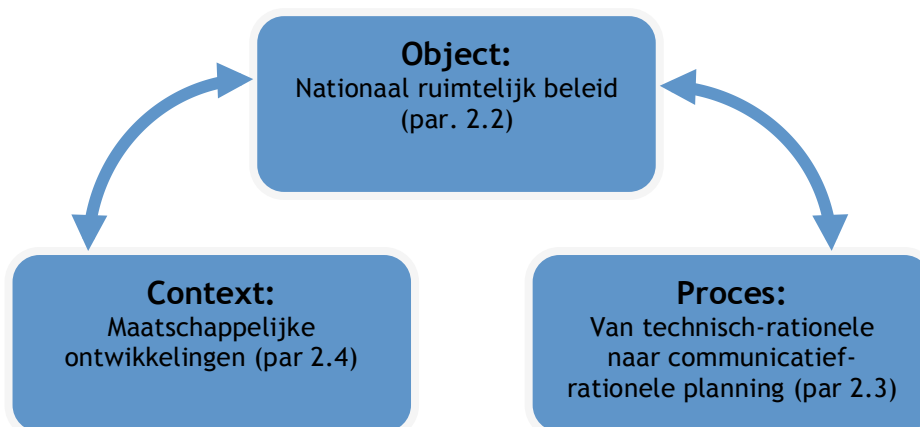 Object:
Nationaal ruimtelijk beleid
(par. 2.2)
Context:
Maatschappelijke
ontwikkelingen (par 2.4)
Proces:
Van technisch-rationele
naar communicatief-
rationele planning (par 2.3)